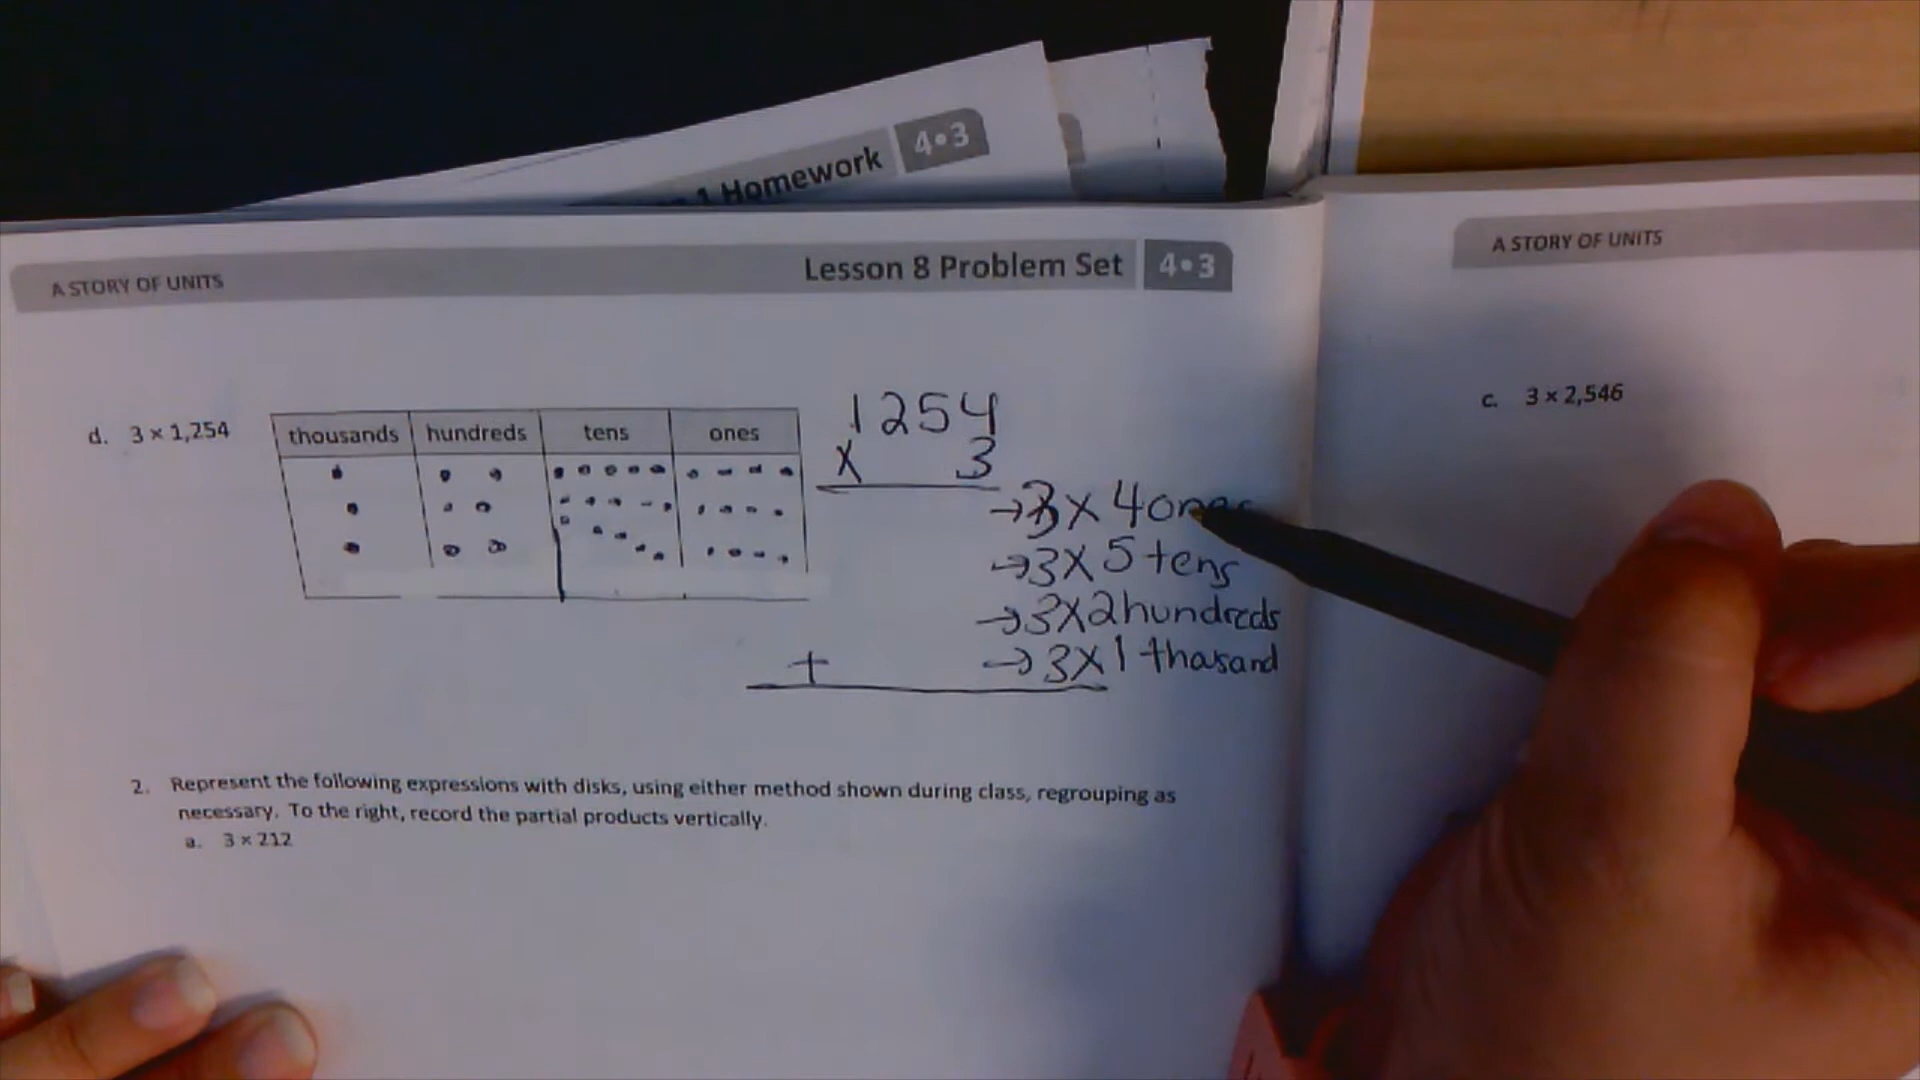 1 Homework 4•3
A STORY OF UNITS
Lesson 8 Problem Set 4•3
A STORY OF UNITS
d. 3 × 1,254
thousands hundreds tens ones
1254
x 3
→3x 4 ones
→3x 5 tens
→3x2hundreds
+ →3x1 thousand
2. Represent the following expressions with disks, using either method shown during class, regrouping as
necessary. To the right, record the partial products vertically.
a. 3 × 212
c. 3 × 2,546